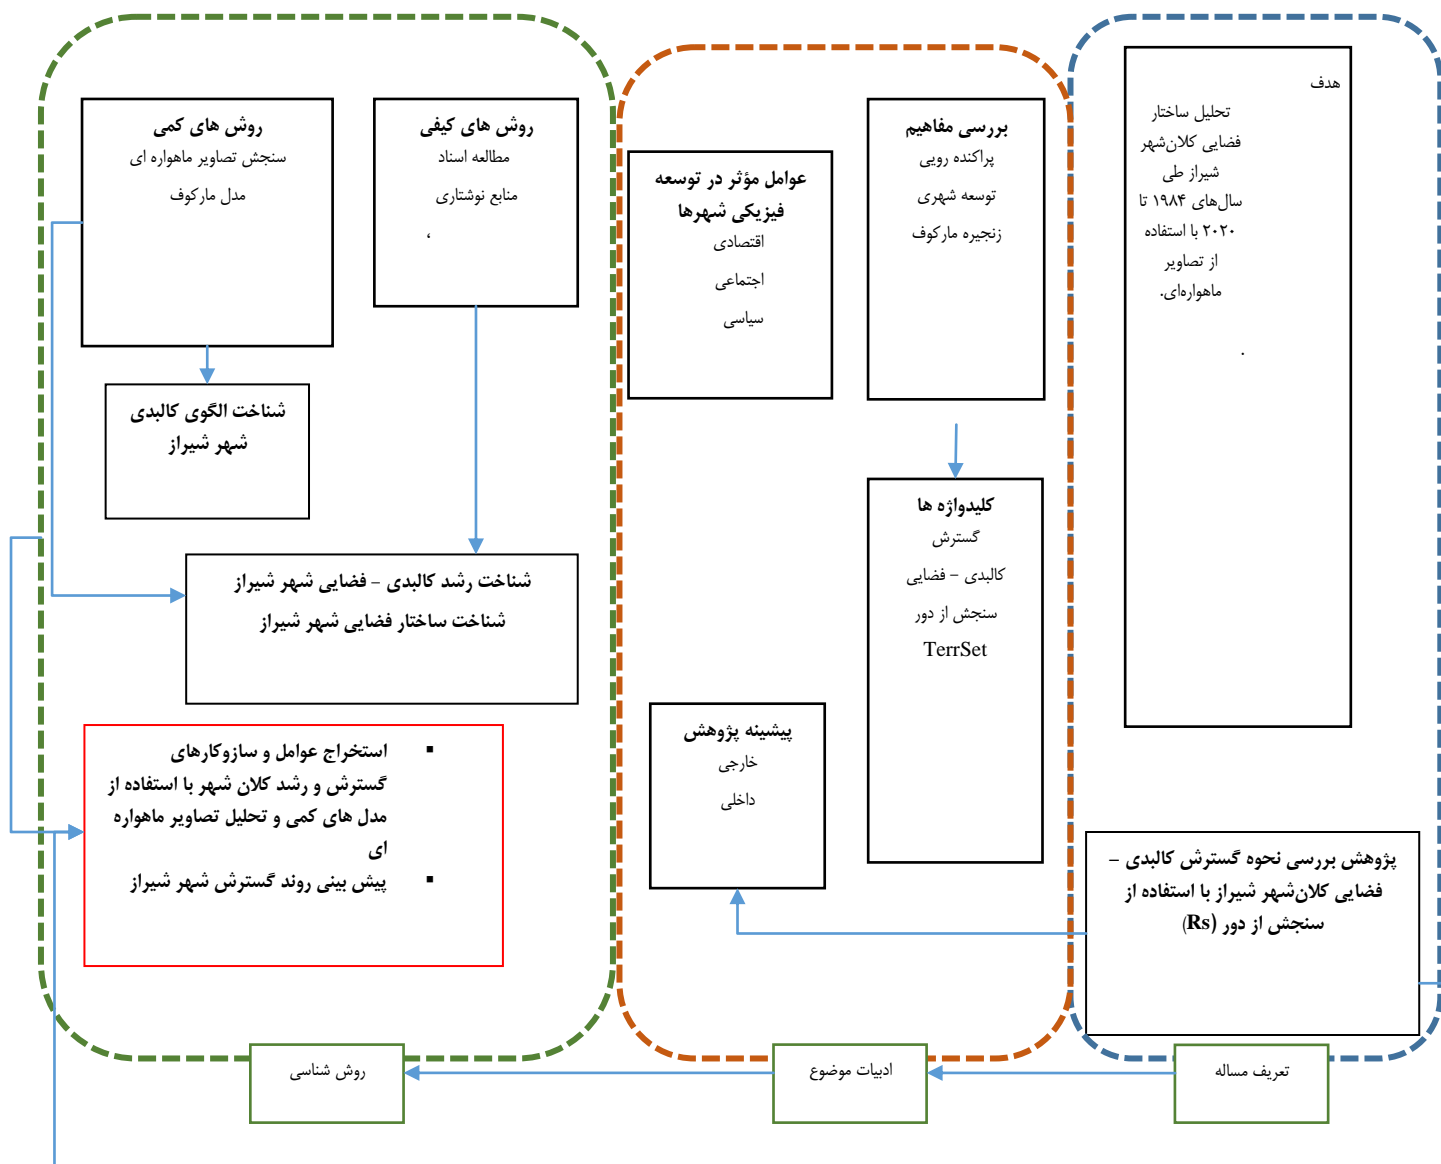 هدف
تحلیل ساختار
فضایی کلان‌شهر
شیراز طی
سال‌های ۱۹۸۴ تا
۲۰۲۰ با استفاده
از تصاویر
ماهواره‌ای.
.
پژوهش بررسی نحوه گسترش کالبدی –
فضایی کلان‌شهر شیراز با استفاده از
سنجش از دور (Rs)
بررسی مفاهیم
پراکنده رویی
توسعه شهری
زنجیره مارکوف
عوامل مؤثر در توسعه
فیزیکی شهرها
اقتصادی
اجتماعی
سیاسی
کلیدواژه ها
گسترش
کالبدی – فضایی
سنجش از دور
TerrSet
پیشینه پژوهش
خارجی
داخلی
روش های کیفی
مطالعه اسناد
منابع نوشتاری
،
روش های کمی
سنجش تصاویر ماهواره ای
مدل مارکوف
شناخت الگوی کالبدی
شهر شیراز
شناخت رشد کالبدی – فضایی شهر شیراز
شناخت ساختار فضایی شهر شیراز
▪ استخراج عوامل و سازوکارهای
گسترش و رشد کلان شهر با استفاده از
مدل های کمی و تحلیل تصاویر ماهواره
ای
▪ پیش بینی روند گسترش شهر شیراز
تعریف مساله
ادبیات موضوع
روش شناسی